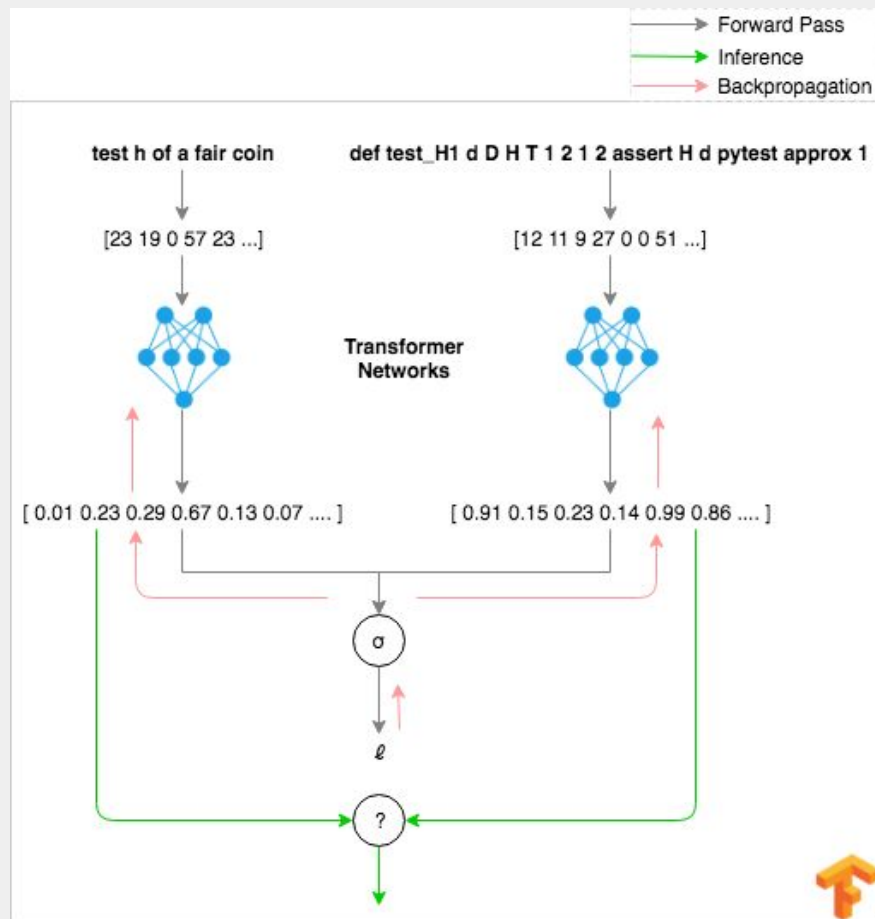 Forward Pass
Inference
Backpropagation
test h of a fair coin
def test_H1 d D H T 1 2 1 2 assert H d pytest approx 1
[23 19 0 57 23 ...]
[12 11 9 27 0 0 51 ...]
Transformer
Networks
[ 0.01 0.23 0.29 0.67 0.13 0.07 .... ]
[ 0.91 0.15 0.23 0.14 0.99 0.86 .... ]
σ
ℓ
?